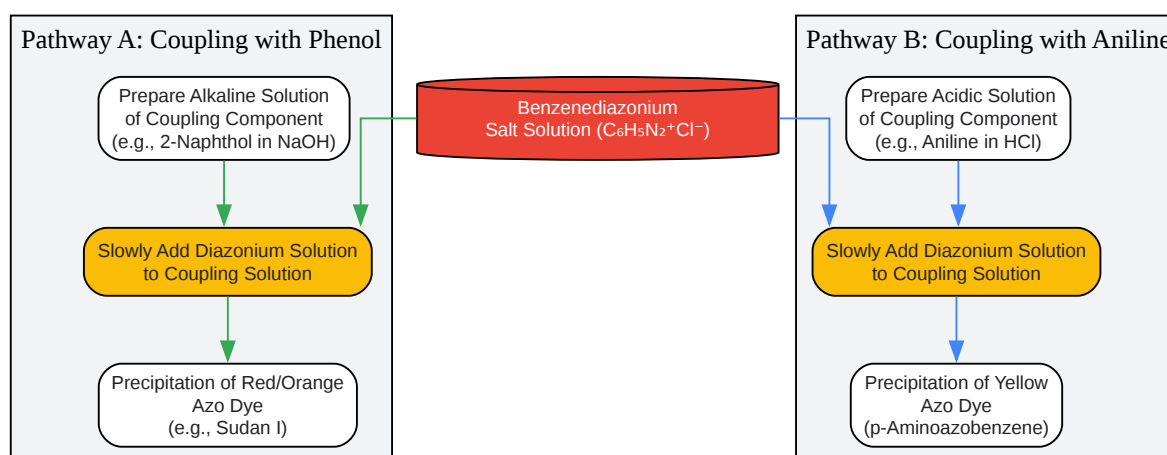 Pathway A: Coupling with Phenol
Prepare Alkaline Solution
of Coupling Component
(e.g., 2-Naphthol in NaOH)
Slowly Add Diazonium Solution
to Coupling Solution
Precipitation of Red/Orange
Azo Dye
(e.g., Sudan I)
Benzenediazonium
Salt Solution (C₆H₅N₂⁺Cl⁻)
Pathway B: Coupling with Aniline
Prepare Acidic Solution
of Coupling Component
(e.g., Aniline in HCl)
Slowly Add Diazonium Solution
to Coupling Solution
Precipitation of Yellow
Azo Dye
(p-Aminoazobenzene)